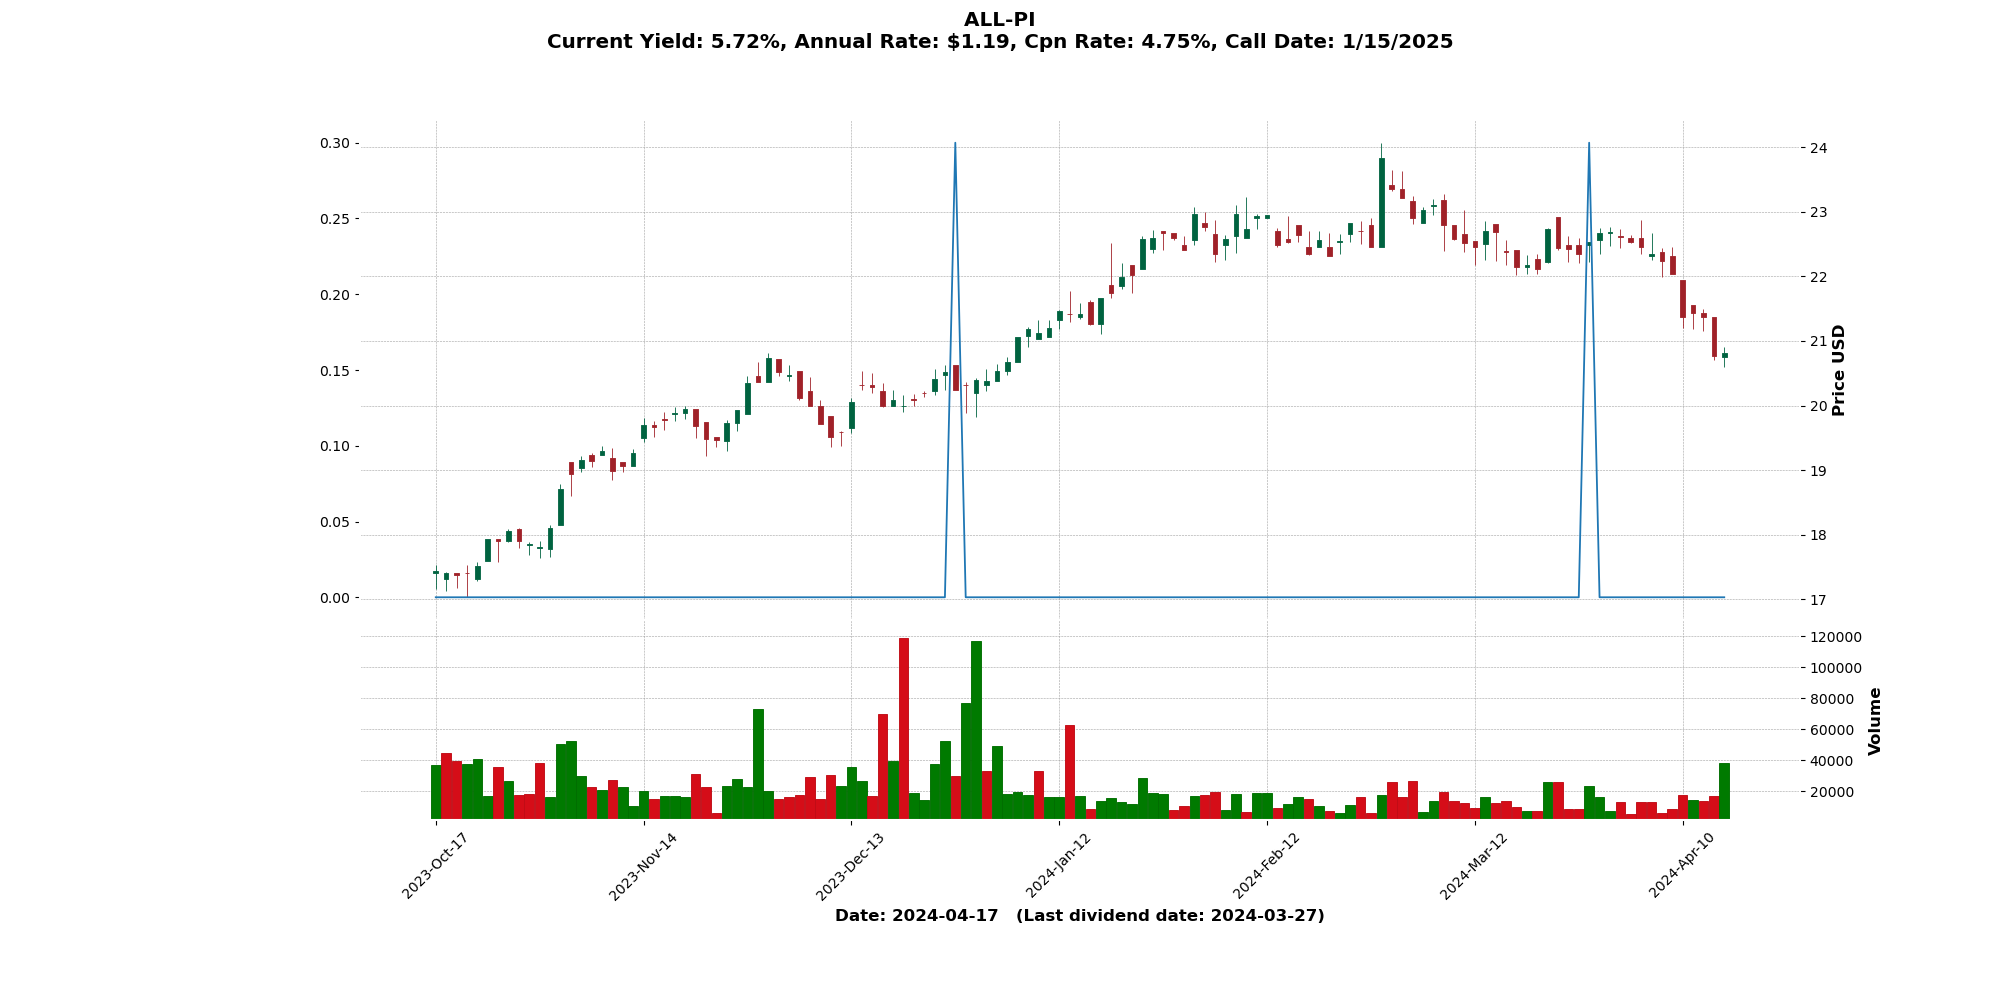 ALL-PI
Current Yield: 5.72%, Annual Rate: $1.19, Cpn Rate: 4.75%, Call Date: 1/15/2025
0.30
0.25
0.20
0.15
0.10
0.05
0.00
24
23
22
21
20
19
18
17
Price USD
120000
100000
80000
60000
40000
20000
Volume
2023-Oct-17
2023-Nov-14
2023-Dec-13
2024-Jan-12
2024-Feb-12
2024-Mar-12
2024-Apr-10
Date: 2024-04-17   (Last dividend date: 2024-03-27)